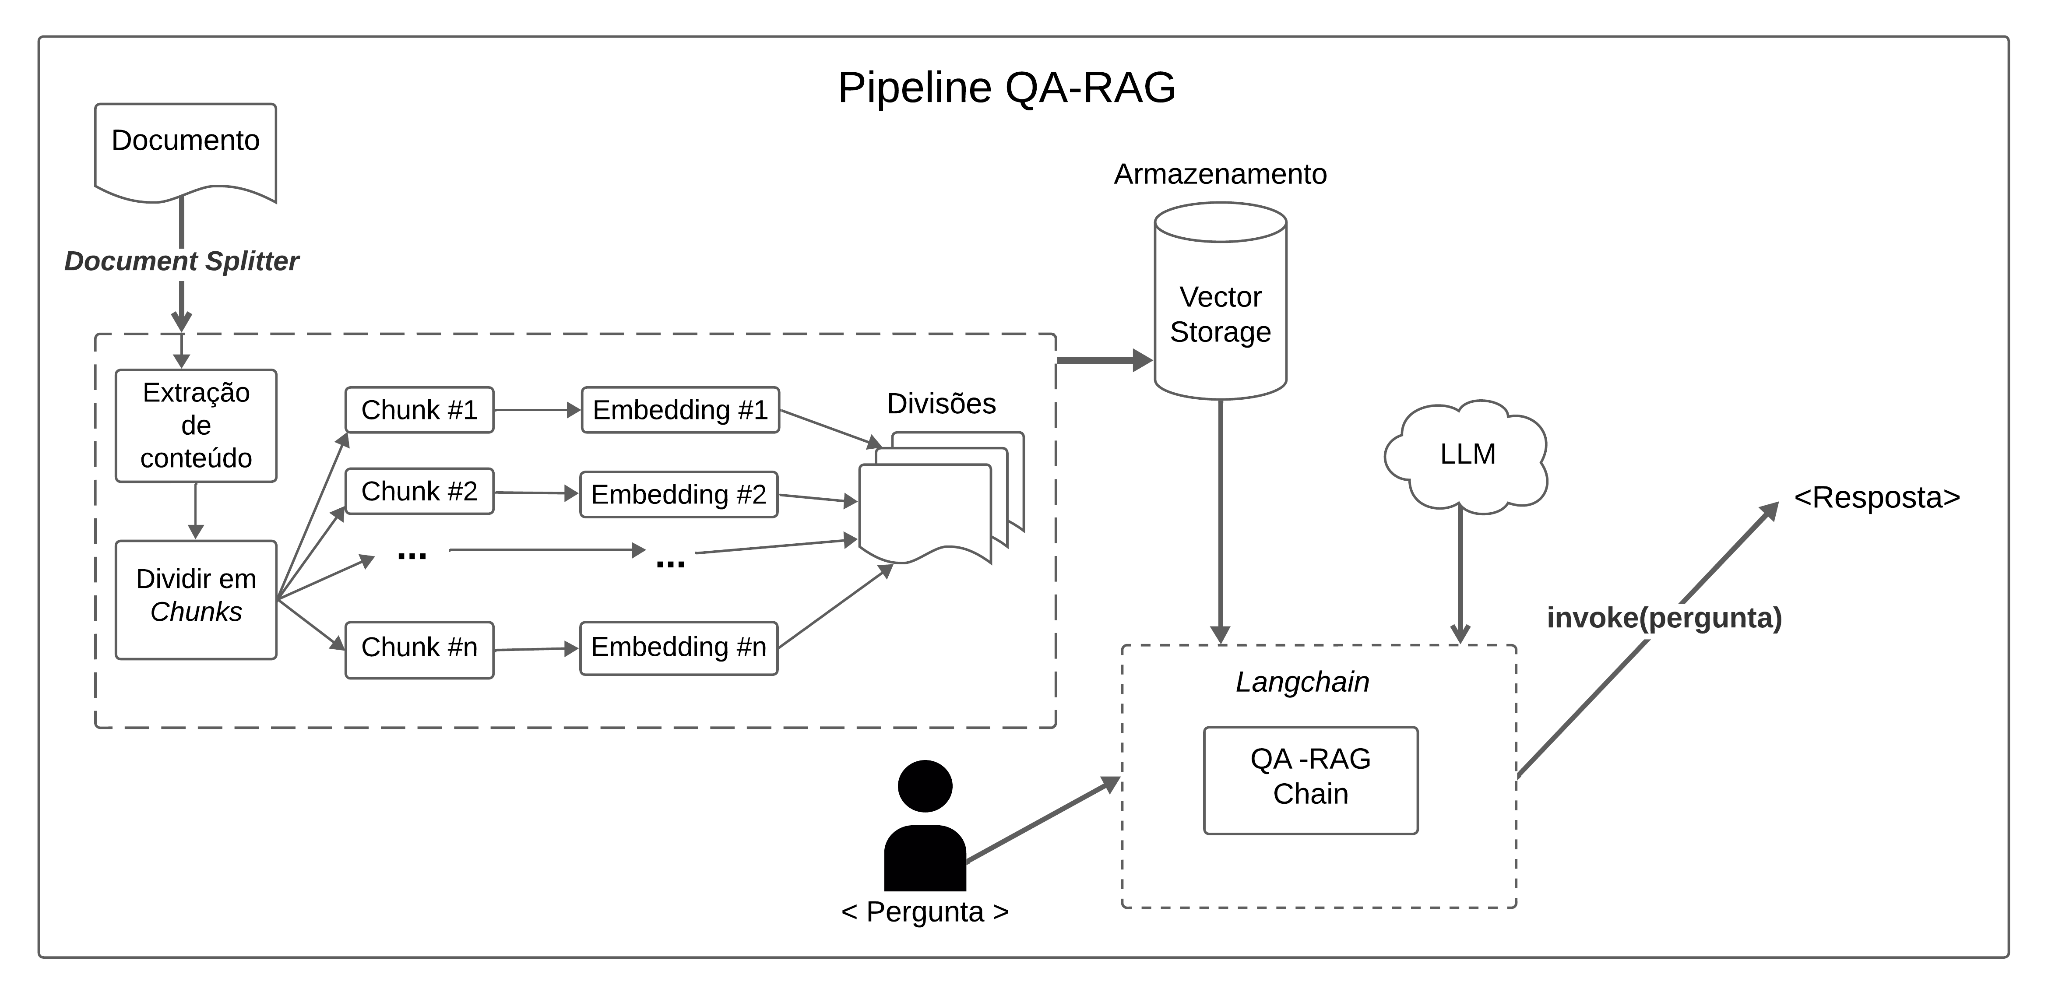 Pipeline QA-RAG
Documento
Document Splitter
Extração
de
conteúdo
Dividir em
Chunks
Chunk #1
Embedding #1
Chunk #2
Embedding #2
...
...
Chunk #n
Embedding #n
Divisões
Armazenamento
Vector
Storage
LLM
Langchain
QA -RAG
Chain
< Pergunta >
invoke(pergunta)
<Resposta>